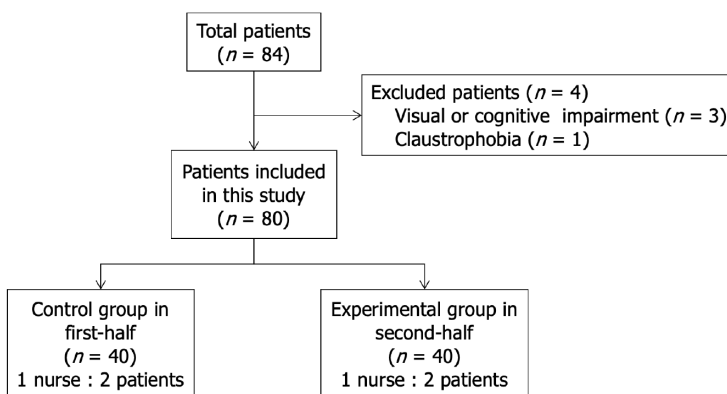 Total patients
(n = 84)
Excluded patients (n = 4)
Visual or cognitive impairment (n = 3)
Claustrophobia (n = 1)
Patients included
in this study
(n = 80)
Control group in
first-half
(n = 40)
1 nurse : 2 patients
Experimental group in
second-half
(n = 40)
1 nurse : 2 patients